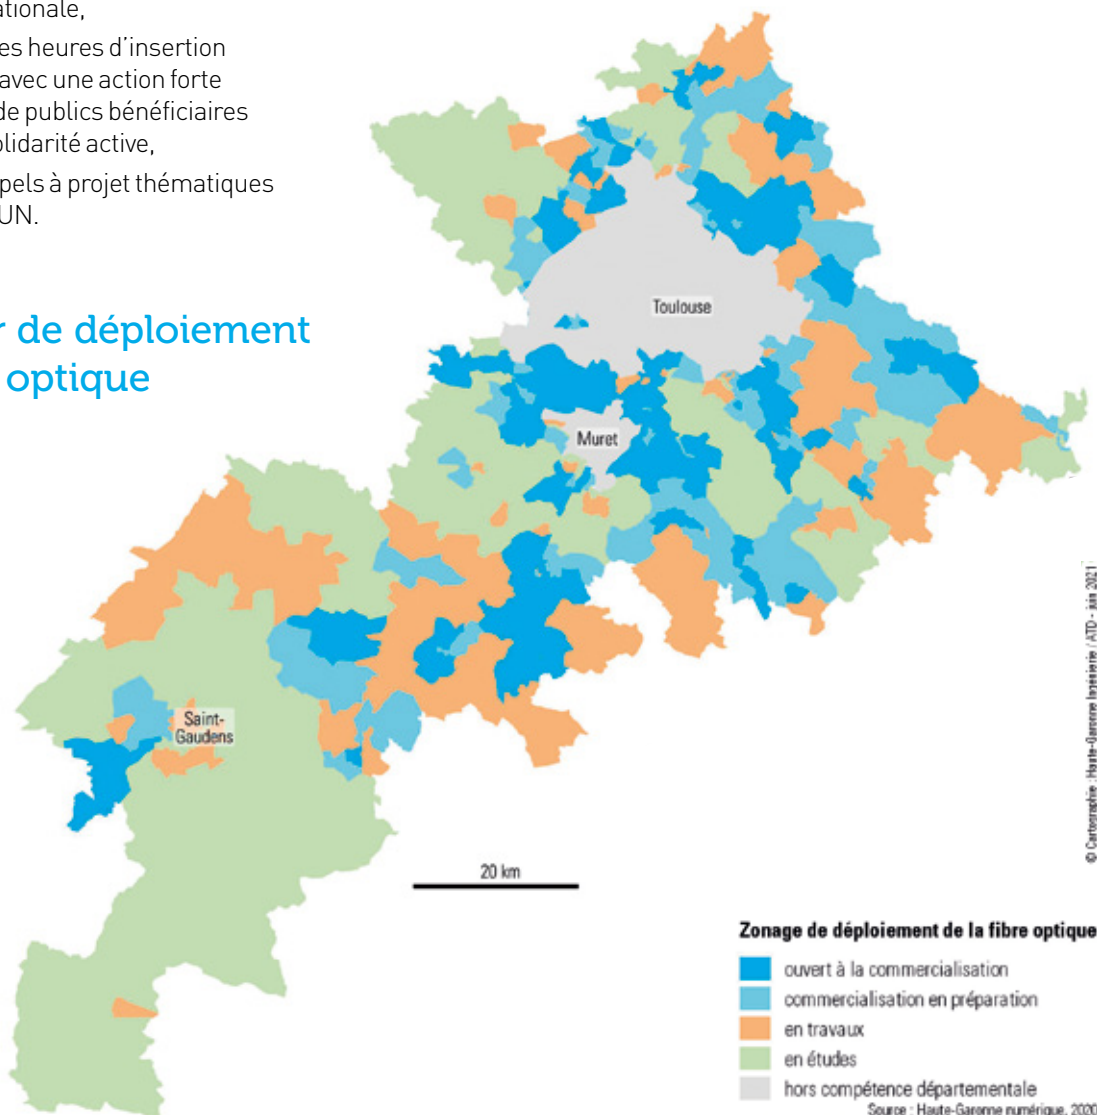 ationale,
es heures d'insertion
avec une action forte
de publics bénéficiaires
olidarité active,
pels à projet thématiques
UN.
r de déploiement
optique
Toulouse
Muret
Saint-
Gaudens
20 km
© Cartographie : Haute-Garonne Ingénierie / ATD - juin 2021
Zonage de déploiement de la fibre optique
ouvert à la commercialisation
commercialisation en préparation
en travaux
en études
hors compétence départementale
Source : Haute-Garonne numérique, 2020